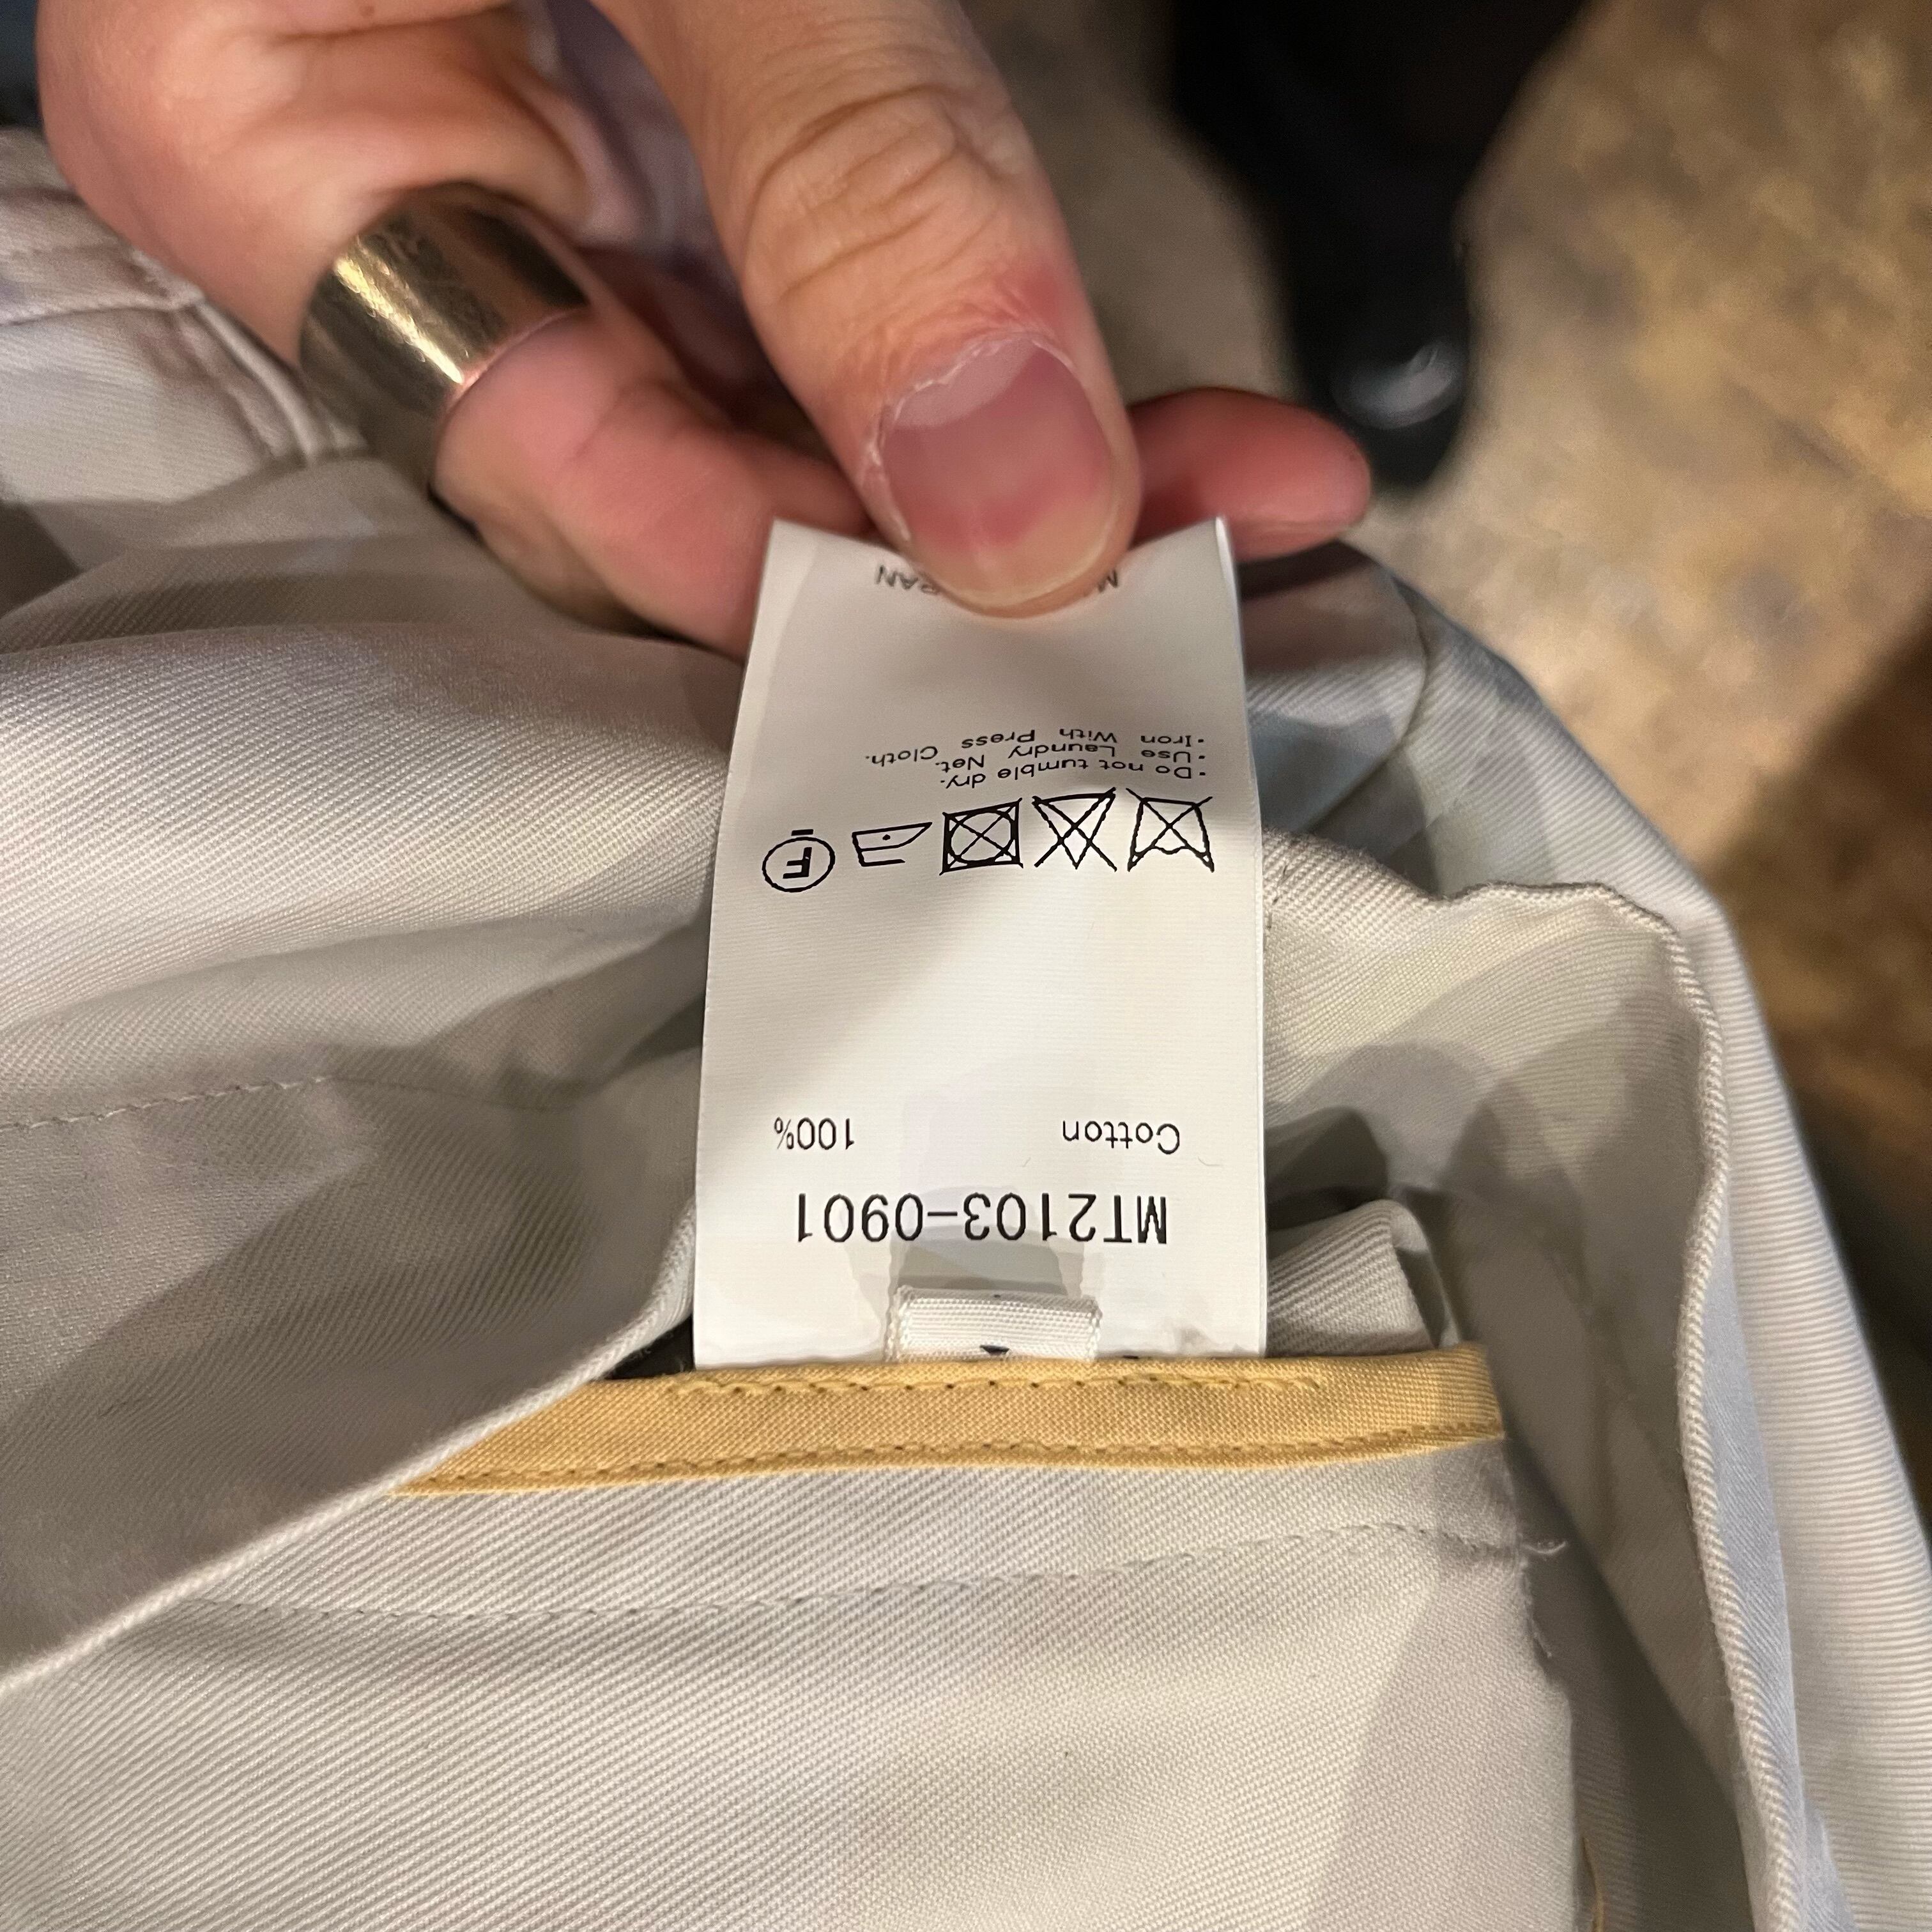 MT2103-0901
Cotton 100%
F
· Do not tumble dry.
· Use Laundry Net.
· Iron With Press Cloth.